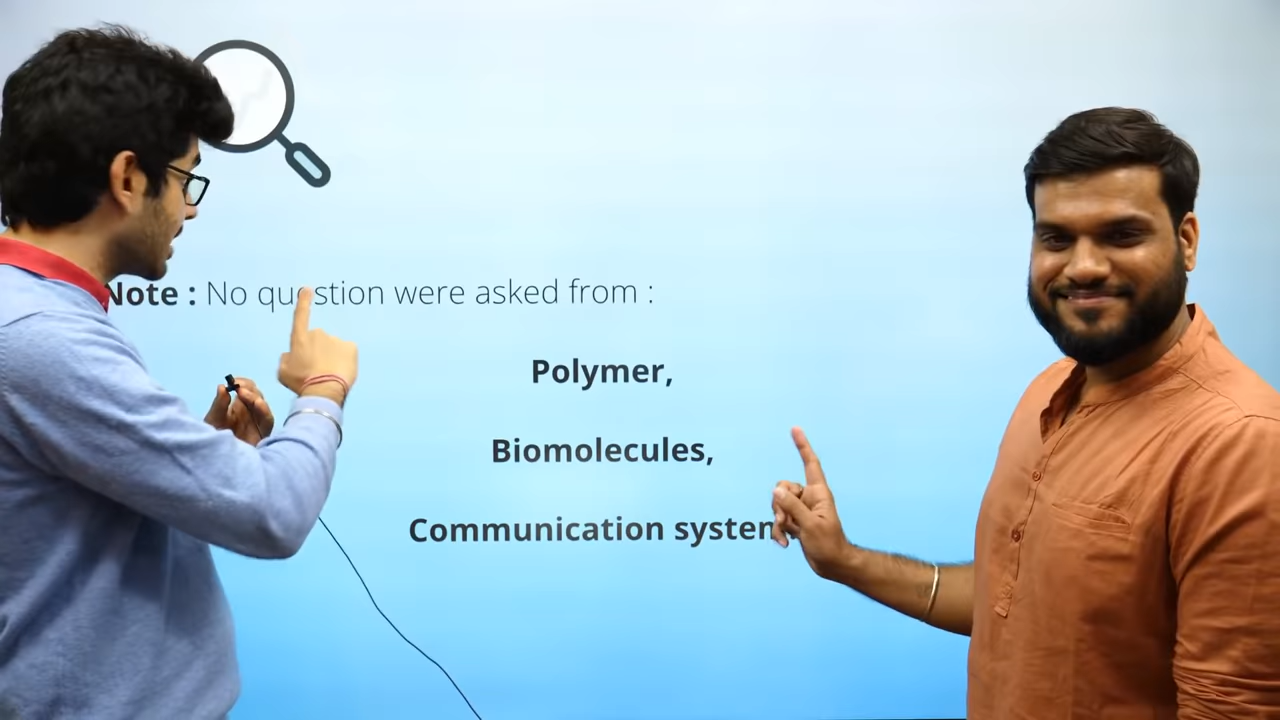 Note : No question were asked from :
Polymer,
Biomolecules,
Communication system